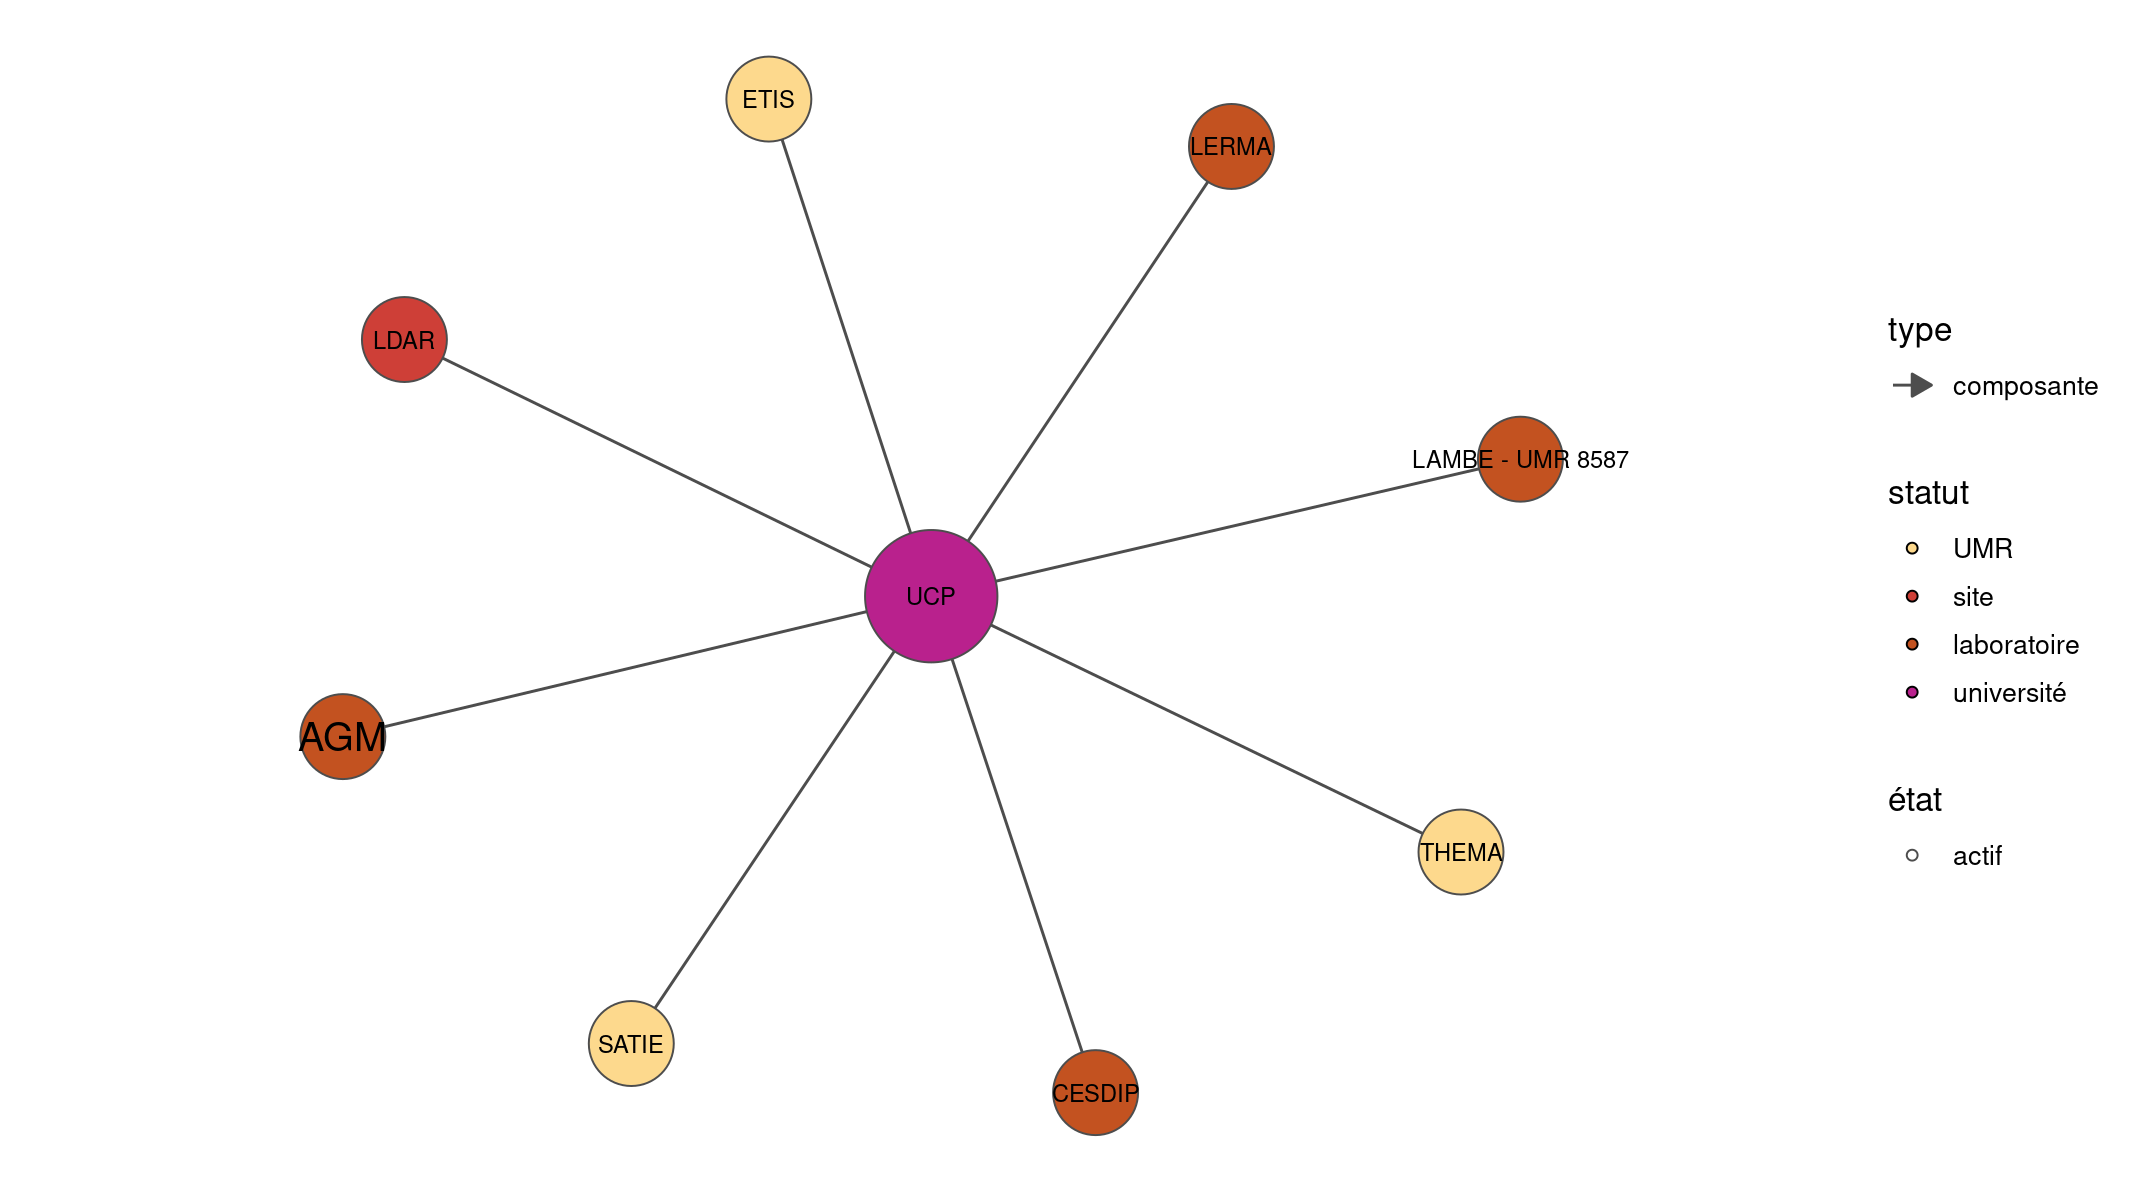 ETIS
LERMA
LDAR
LAMBE - UMR 8587
UCP
AGM
THEMA
SATIE
CESDIP
type
composante
statut
UMR
site
laboratoire
université
état
actif